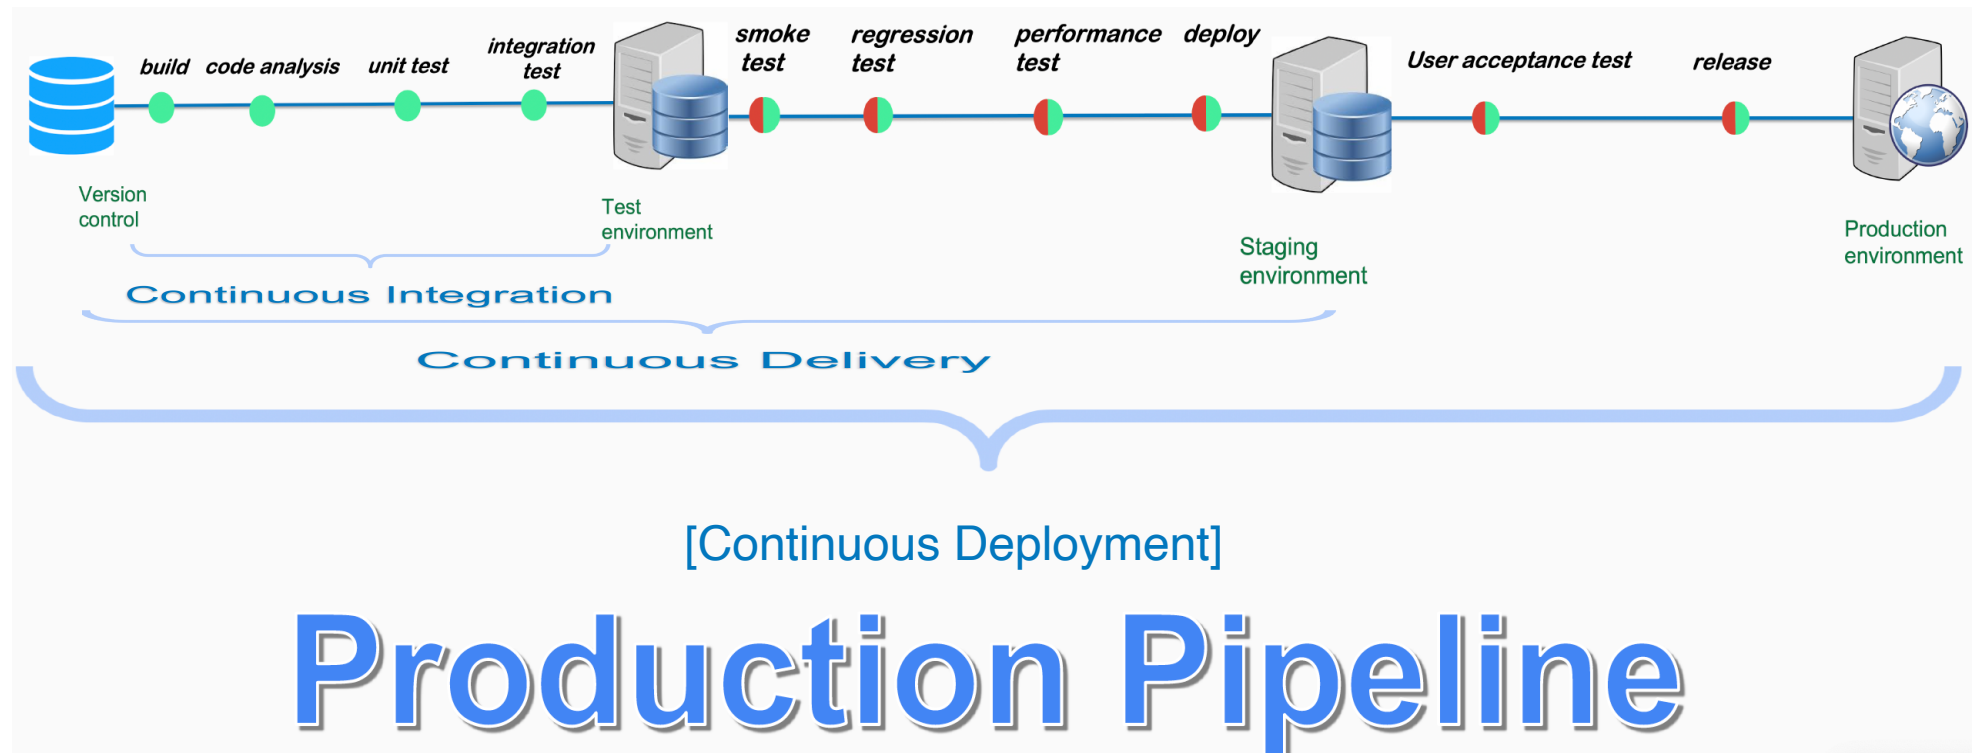 build
code analysis
unit test
integration
test
smoke
test
regression
test
performance
test
deploy
User acceptance test
release
Version
control
Test
environment
Staging
environment
Production
environment
Continuous Integration
Continuous Delivery
[Continuous Deployment]
Production Pipeline